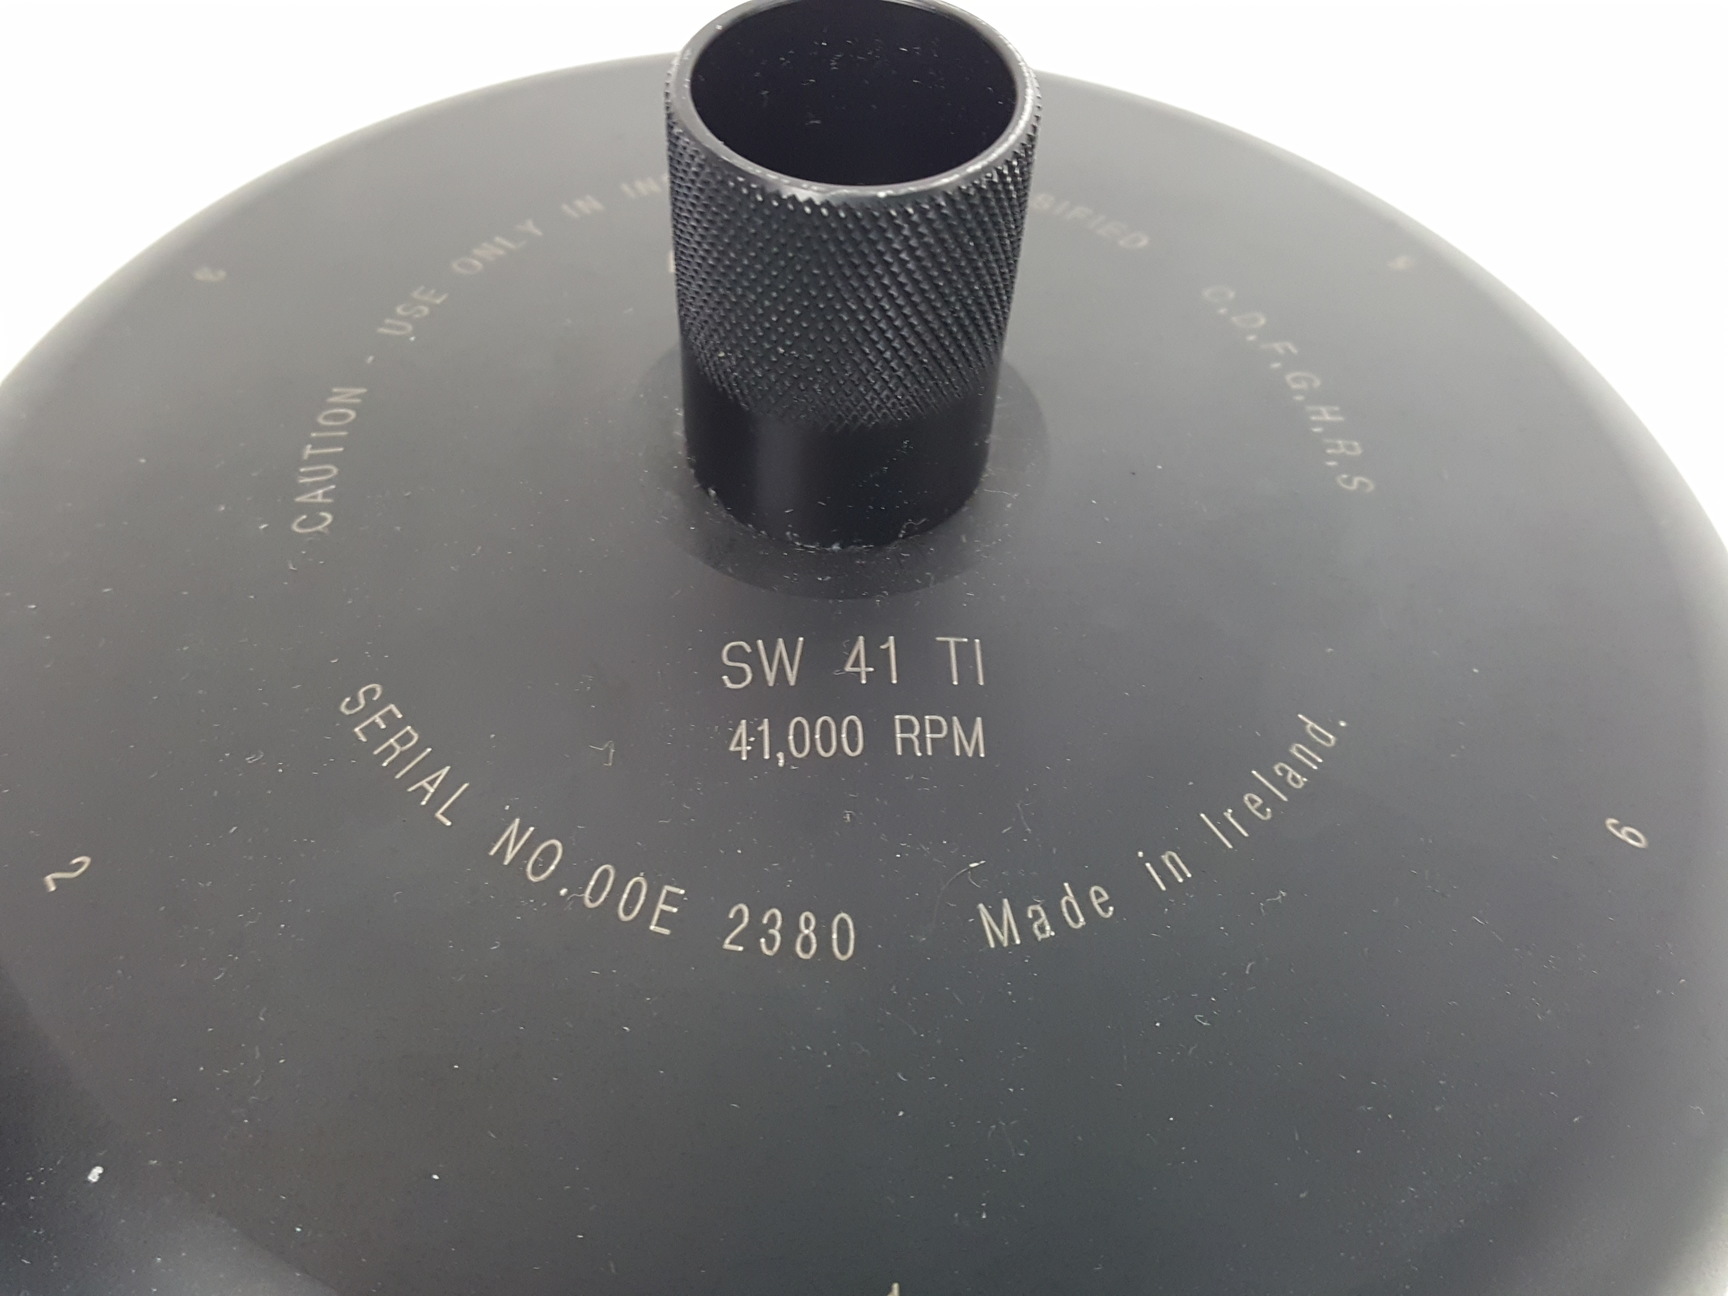 CAUTION - USE ONLY IN
C,D,F,G,H,R,S
SW 41 TI
41,000 RPM
SERIAL NO.00E 2380
Made in Ireland.
2
6